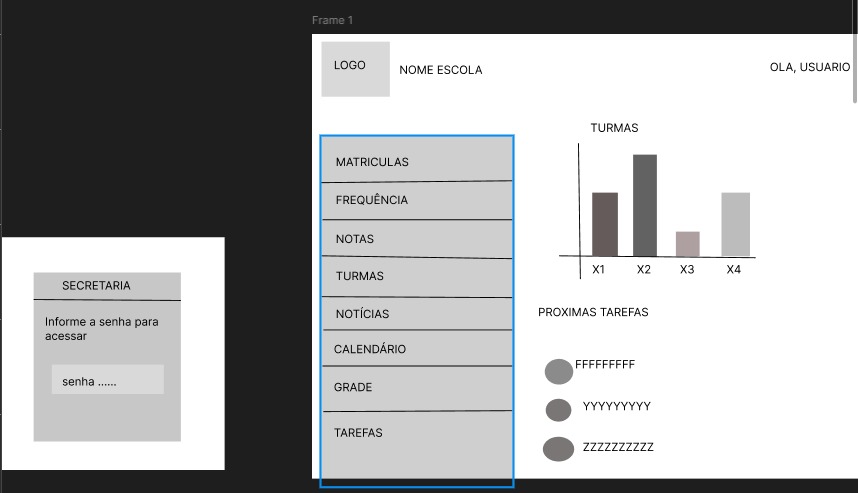 Frame 1
LOGO
NOME ESCOLA
OLA, USUARIO
MATRICULAS
FREQUÊNCIA
NOTAS
TURMAS
NOTÍCIAS
CALENDÁRIO
GRADE
TAREFAS
TURMAS
X1 X2 X3 X4
PROXIMAS TAREFAS
FFFFFFFFF
YYYYYYYYY
ZZZZZZZZZZ
SECRETARIA
Informe a senha para
acessar
senha ......